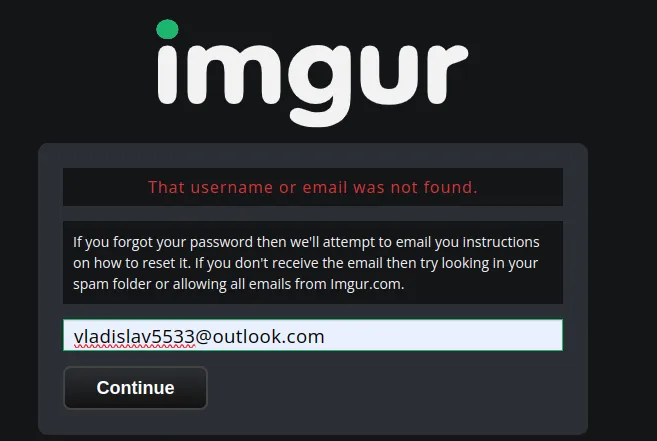 imgur
That username or email was not found.
If you forgot your password then we'll attempt to email you instructions
on how to reset it. If you don't receive the email then try looking in your
spam folder or allowing all emails from Imgur.com.
vladislav5533@outlook.com
Continue